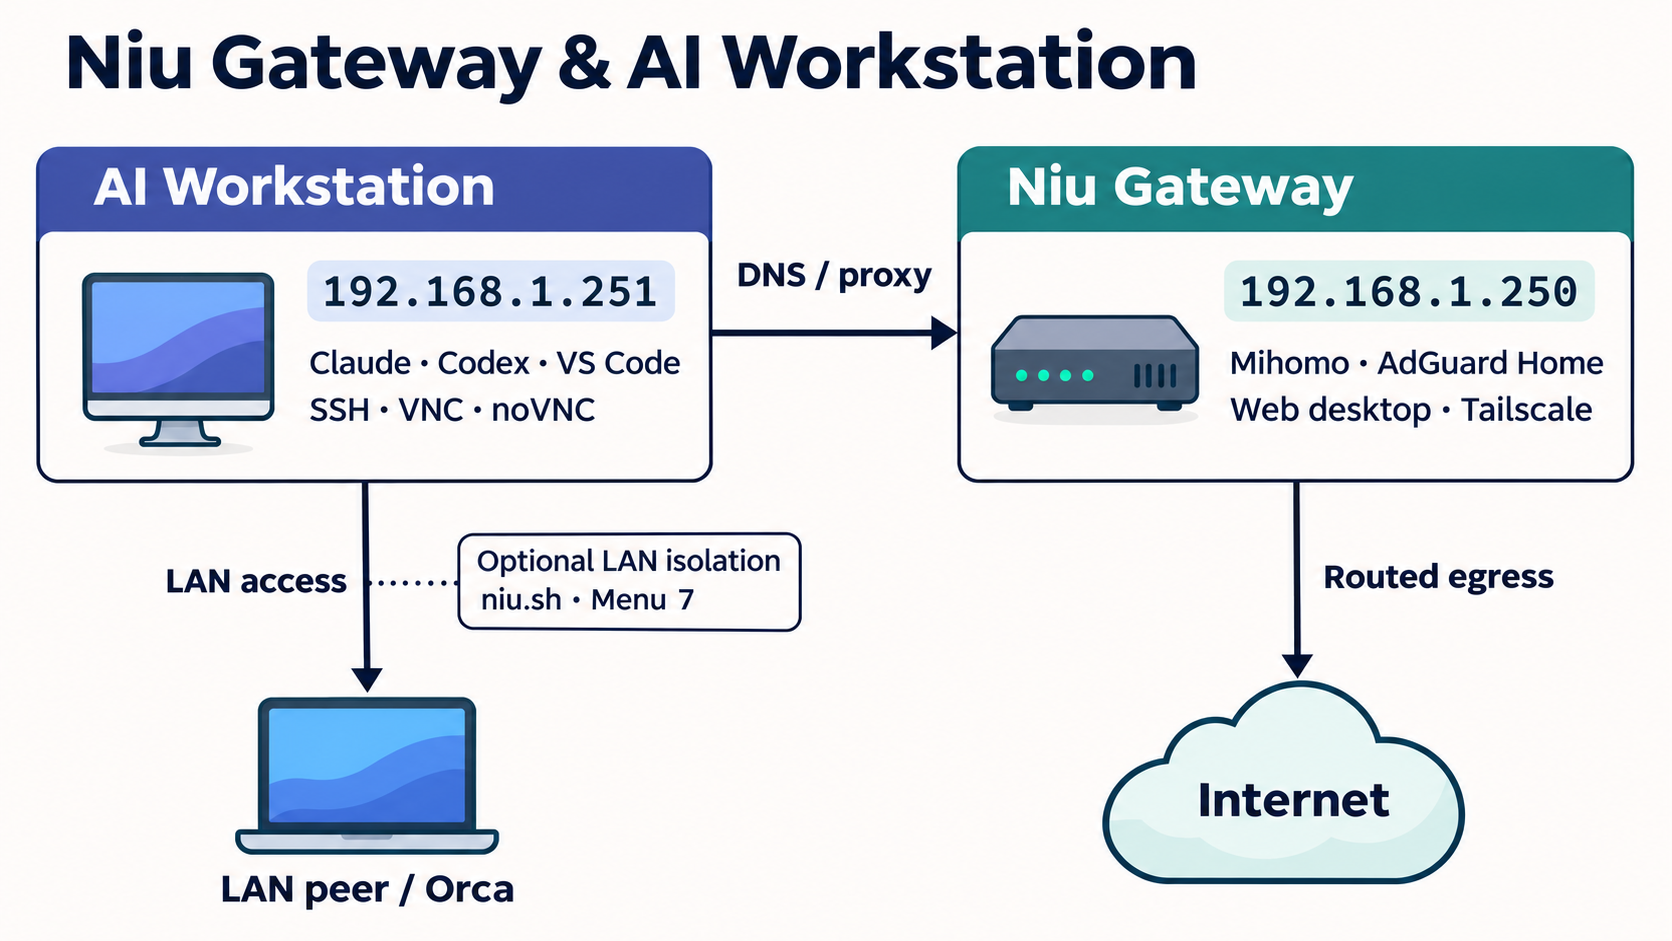 Niu Gateway & AI Workstation
AI Workstation
192.168.1.251
Claude · Codex · VS Code
SSH · VNC · noVNC
DNS / proxy
Niu Gateway
192.168.1.250
Mihomo · AdGuard Home
Web desktop · Tailscale
LAN access
Optional LAN isolation
niu.sh · Menu 7
Routed egress
LAN peer / Orca
Internet